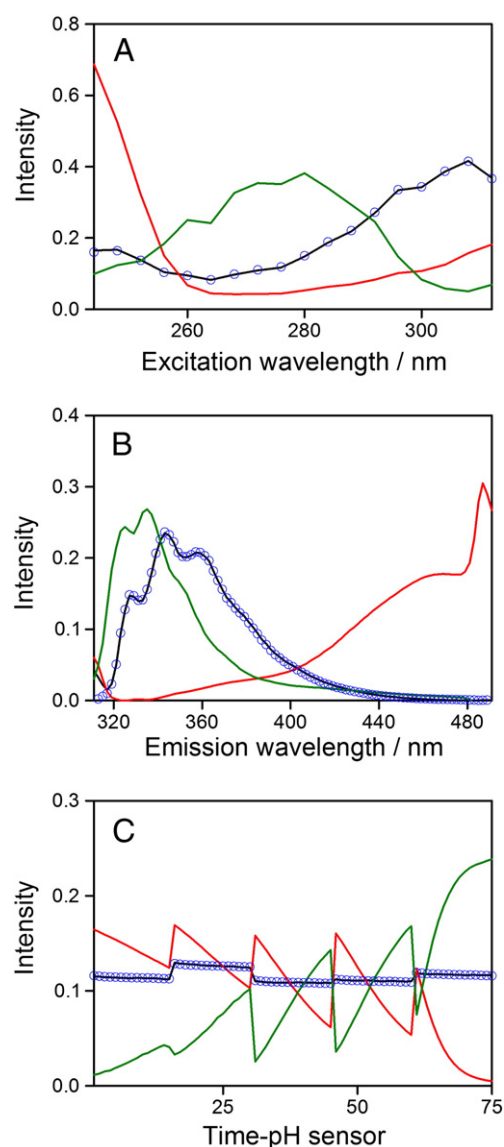 0.8
A
0.6
0.4
0.2
0.0
Intensity
260
280
300
Excitation wavelength / nm
0.4
B
0.3
0.2
0.1
0.0
Intensity
320
360
400
440
480
Emission wavelength / nm
0.3
C
0.2
0.1
0.0
Intensity
25
50
75
Time-pH sensor